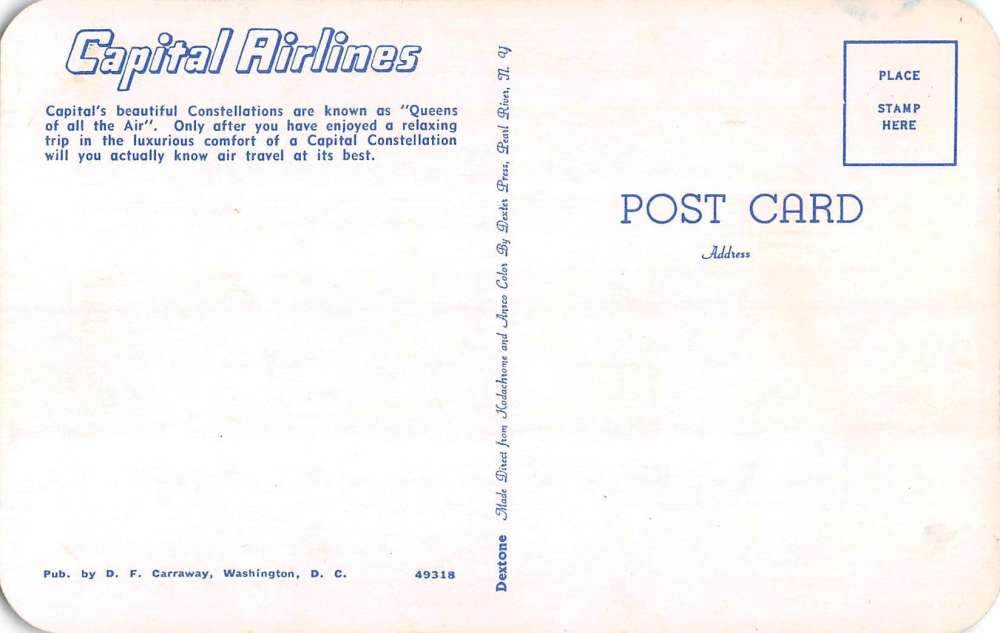 Capital Airlines
Capital's beautiful Constellations are known as "Queens
of all the Air". Only after you have enjoyed a relaxing
trip in the luxurious comfort of a Capital Constellation
will you actually know air travel at its best.
Pub. by D. F. Carraway, Washington, D. C. 49318
Dextone Made Direct from Kodachrome and Ansco Color By Dexter Press, Pearl River, N. Y
PLACE
STAMP
HERE
POST CARD
Address